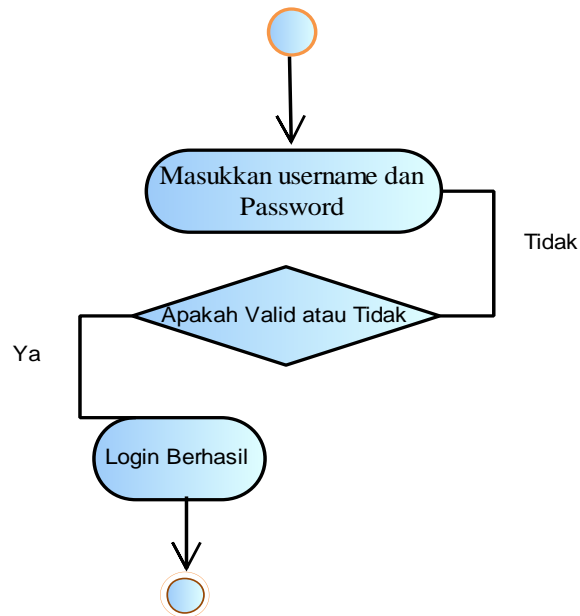 Masukkan username dan
Password
Tidak
Apakah Valid atau Tidak
Ya
Login Berhasil